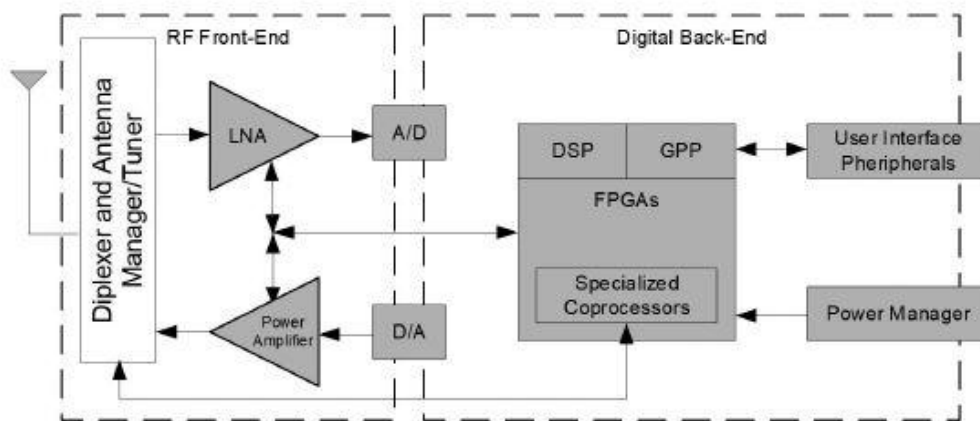 RF Front-End
Digital Back-End
Diplexer and Antenna
Manager/Tuner
LNA
A/D
DSP
GPP
User Interface
Pheripherals
FPGAs
Specialized
Coprocessors
Power
Amplifier
D/A
Power Manager